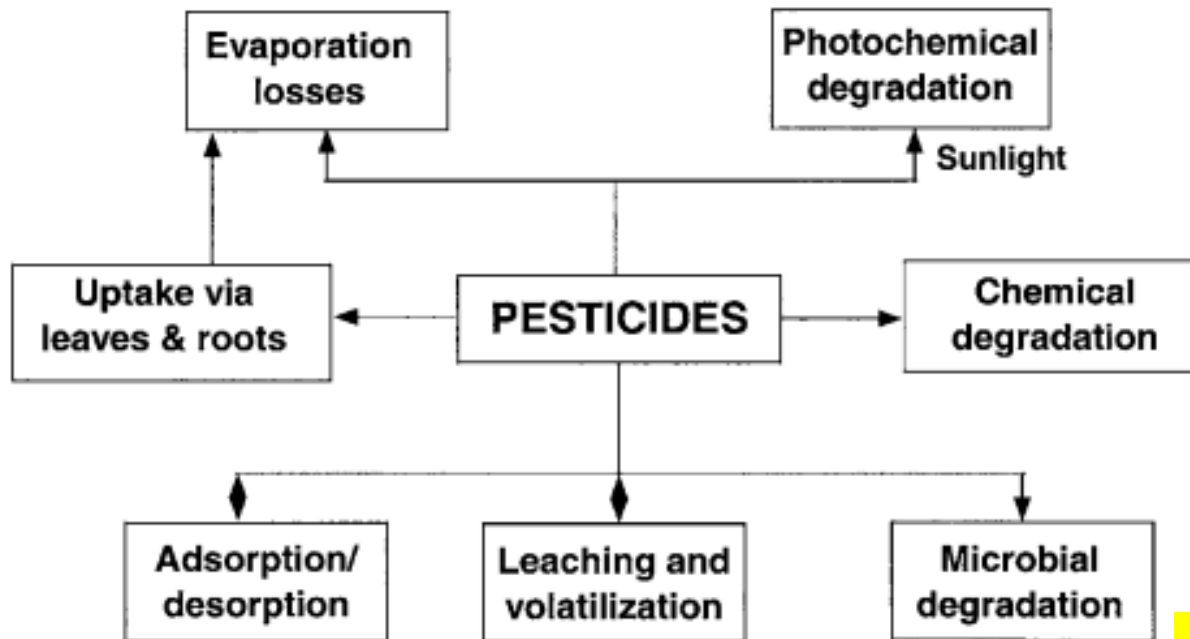 Evaporation
losses
Photochemical
degradation
Sunlight
Uptake via
leaves & roots
PESTICIDES
Chemical
degradation
Adsorption/
desorption
Leaching and
volatilization
Microbial
degradation